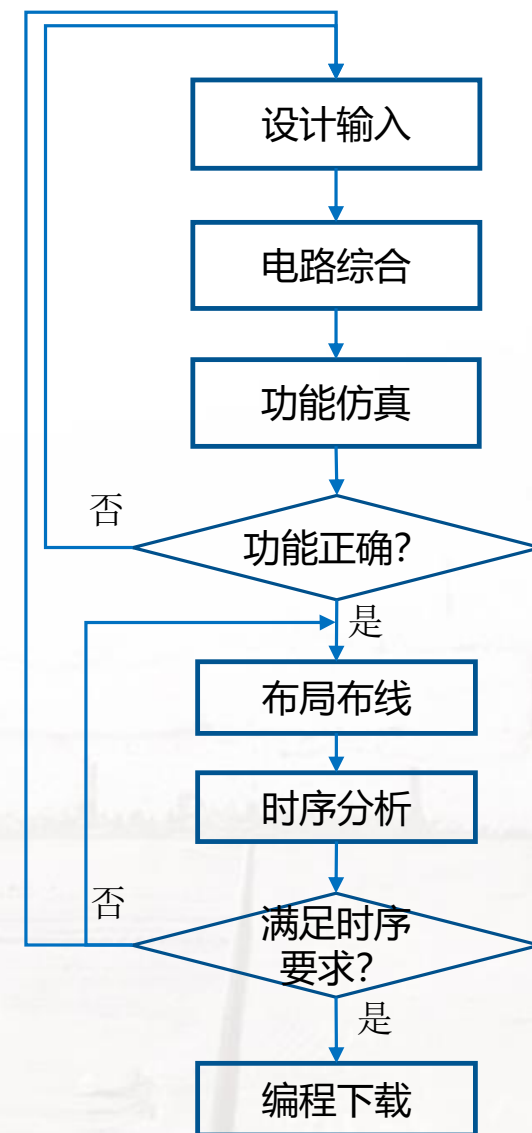 设计输入
电路综合
功能仿真
否
功能正确?
是
布局布线
时序分析
否
满足时序
要求?
是
编程下载